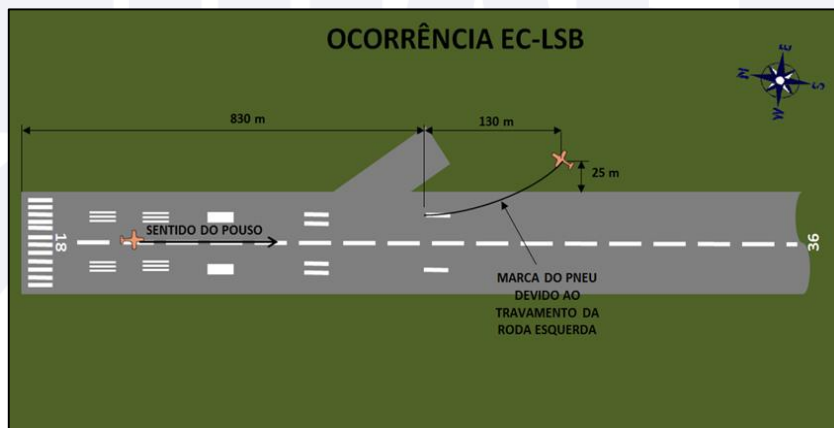 OCORRÊNCIA EC-LSB
N
E
S
W
830 m
130 m
25 m
18
SENTIDO DO POUSO
36
MARCA DO PNEU
DEVIDO AO
TRAVAMENTO DA
RODA ESQUERDA